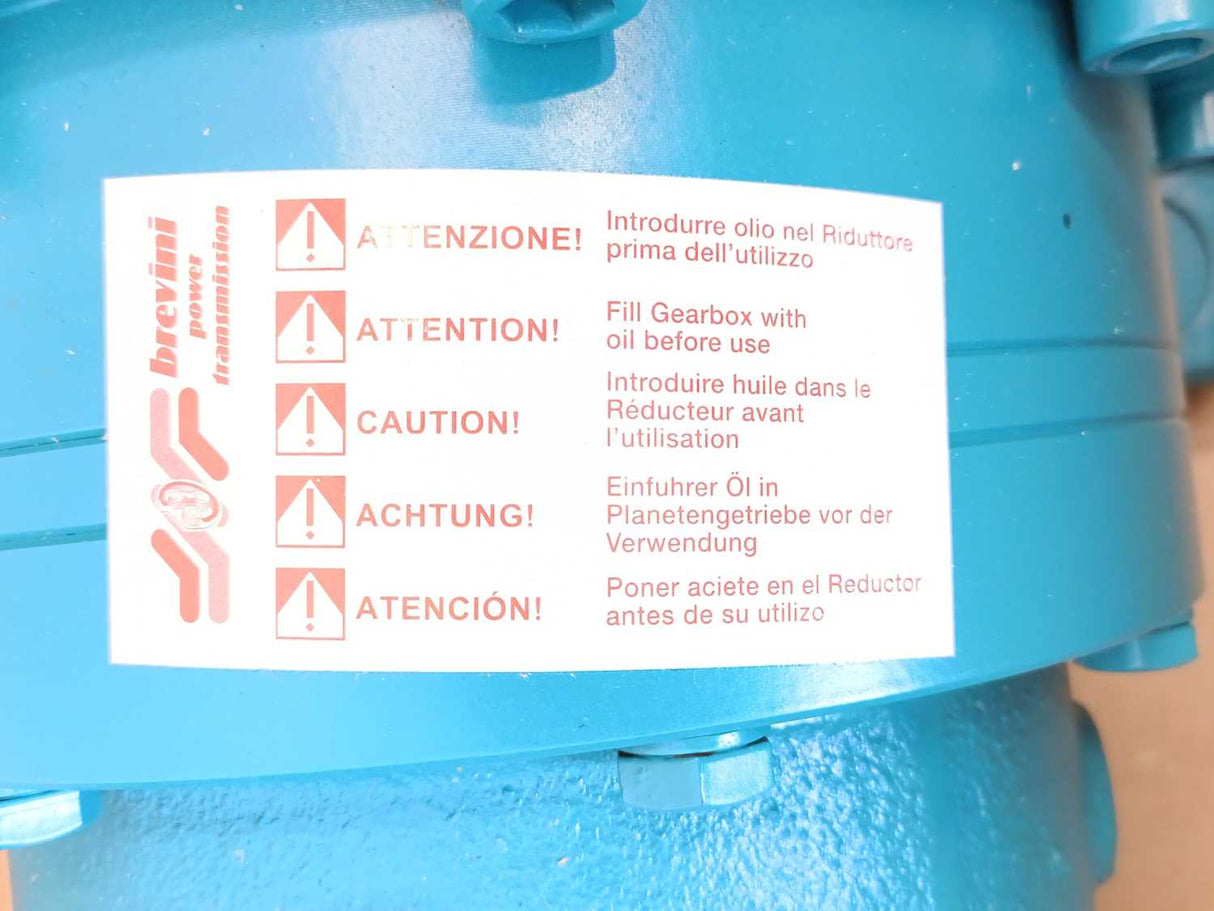 brevini
power
transmission
ATTENZIONE!
Introdurre olio nel Riduttore
prima dell'utilizzo
ATTENTION!
Fill Gearbox with
oil before use
CAUTION!
Introduire huile dans le
Réducteur avant
l'utilisation
ACHTUNG!
Einfuhrer Öl in
Planetengetriebe vor der
Verwendung
ATENCIÓN!
Poner aciete en el Reductor
antes de su utilizo